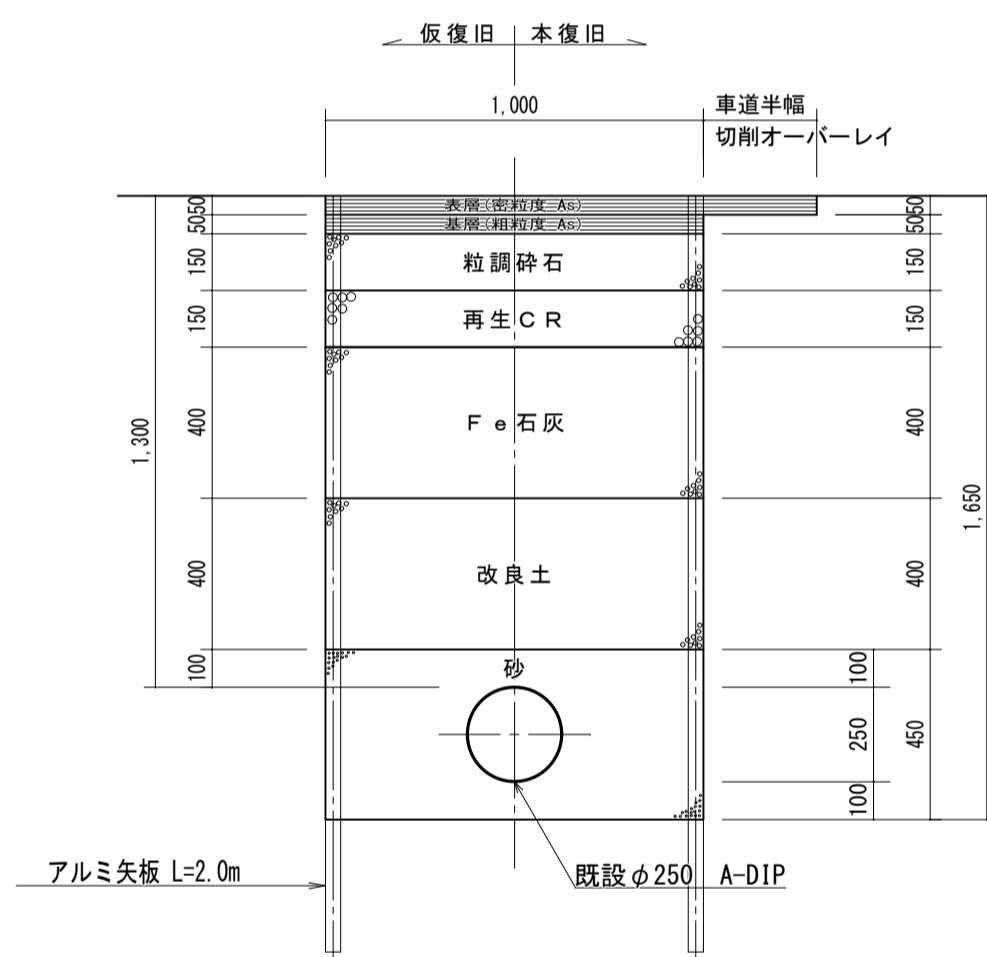 仮復旧 本復旧
1,000
車道半幅
切削オーバーレイ
表層(密粒度 As)
基層(粗粒度 As)
粒調砕石
再生CR
Fe石灰
改良土
砂
50
50
150
150
400
400
100
1,300
50
50
150
150
400
400
450
1,650
100
250
100
アルミ矢板 L=2.0m
既設φ250 A-DIP